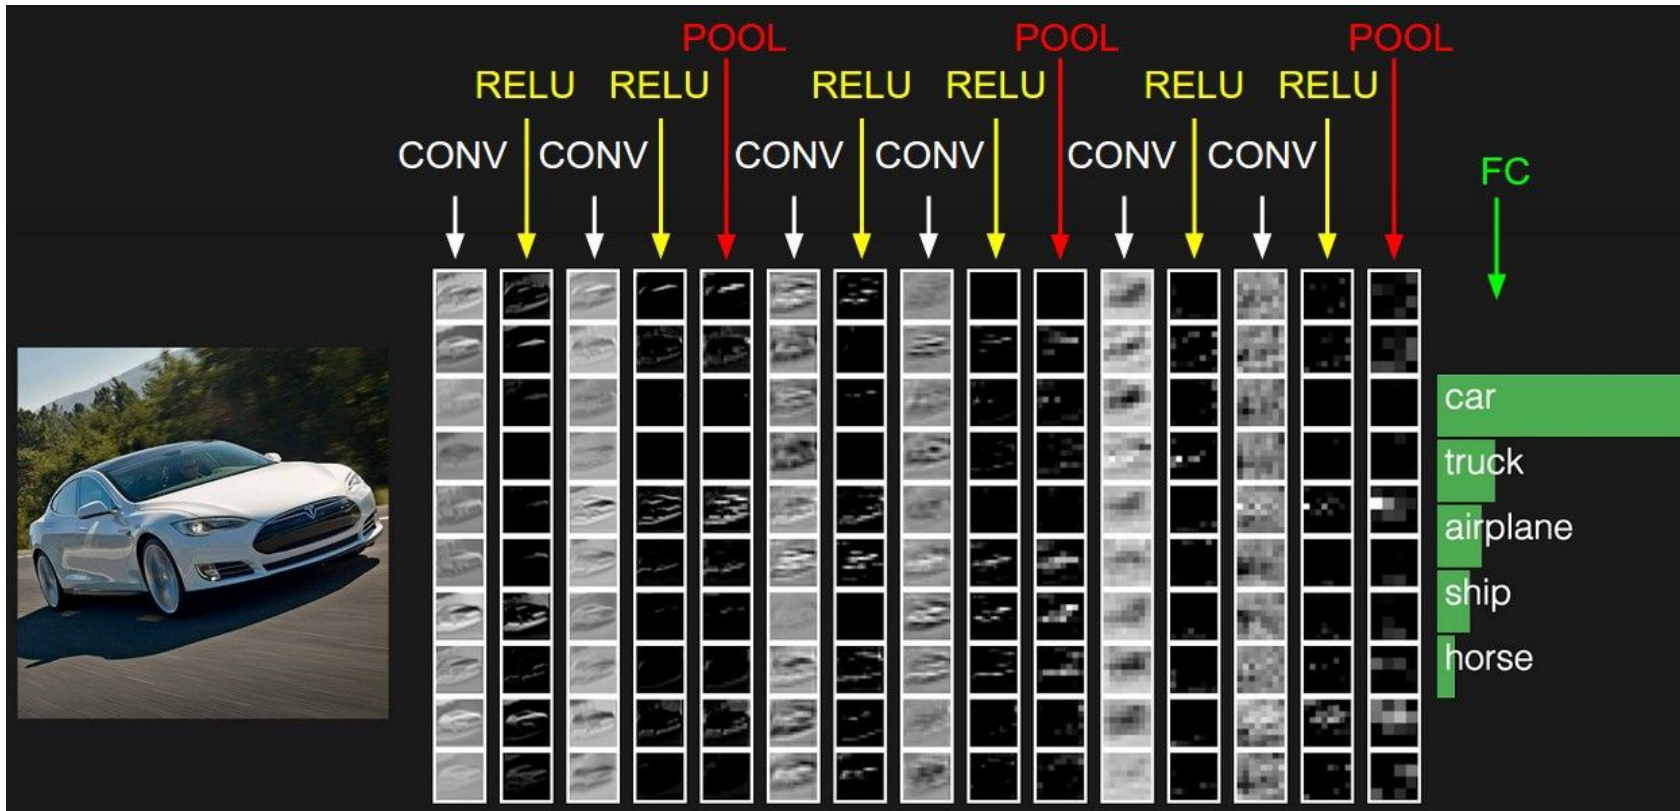 POOL POOL POOL
RELU RELU RELU RELU RELU RELU
CONV CONV CONV CONV CONV CONV
FC
car
truck
airplane
ship
horse